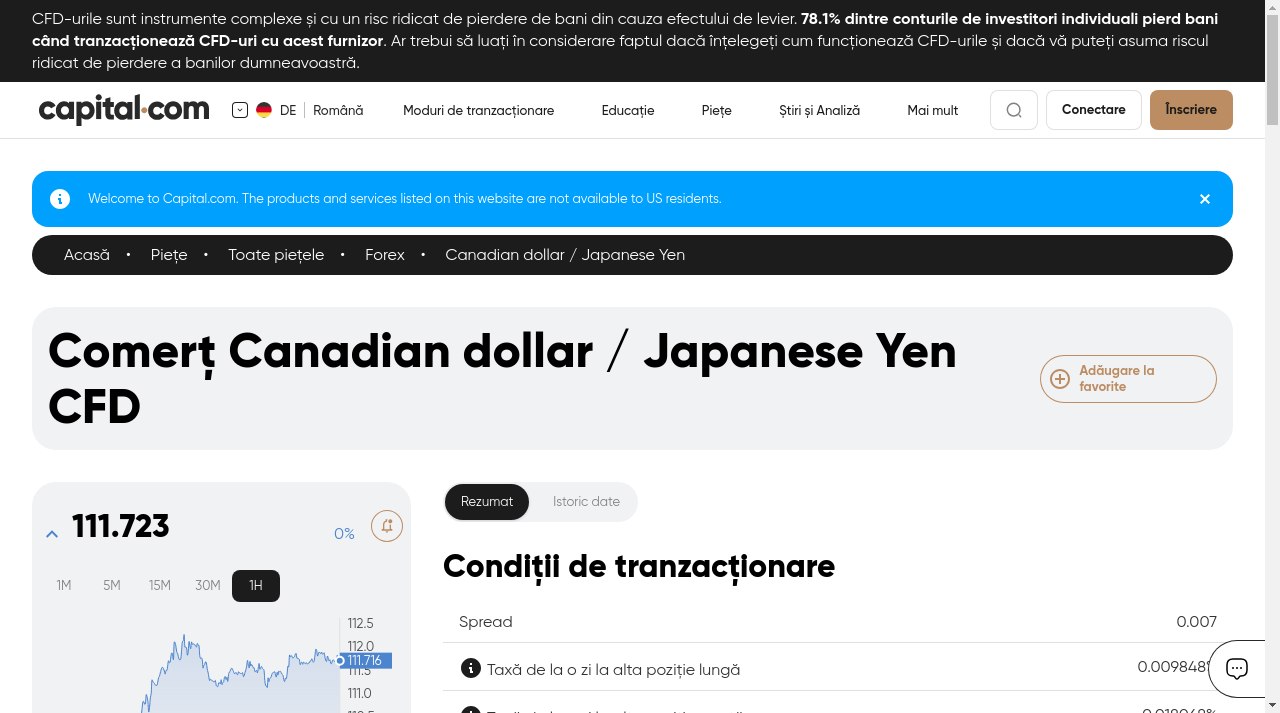 CFD-urile sunt instrumente complexe și cu un risc ridicat de pierdere de bani din cauza efectului de levier. 78.1% dintre conturile de investitori individuali pierd bani
când tranzacționează CFD-uri cu acest furnizor. Ar trebui să luați în considerare faptul dacă înțelegeți cum funcționează CFD-urile și dacă vă puteți asuma riscul
ridicat de pierdere a banilor dumneavoastră.
capital.com DE Română Moduri de tranzacționare Educație Piețe Știri și Analiză Mai mult Conectare Înscriere
Welcome to Capital.com. The products and services listed on this website are not available to US residents.
Acasă • Piețe • Toate piețele • Forex • Canadian dollar / Japanese Yen
Comerț Canadian dollar / Japanese Yen
CFD
Adăugare la
favorite
111.723 0%
1M 5M 15M 30M 1H
112.5
112.0
111.716
111.5
111.0
Rezumat Istoric date
Condiții de tranzacționare
Spread 0.007
Taxă de la o zi la alta poziție lungă